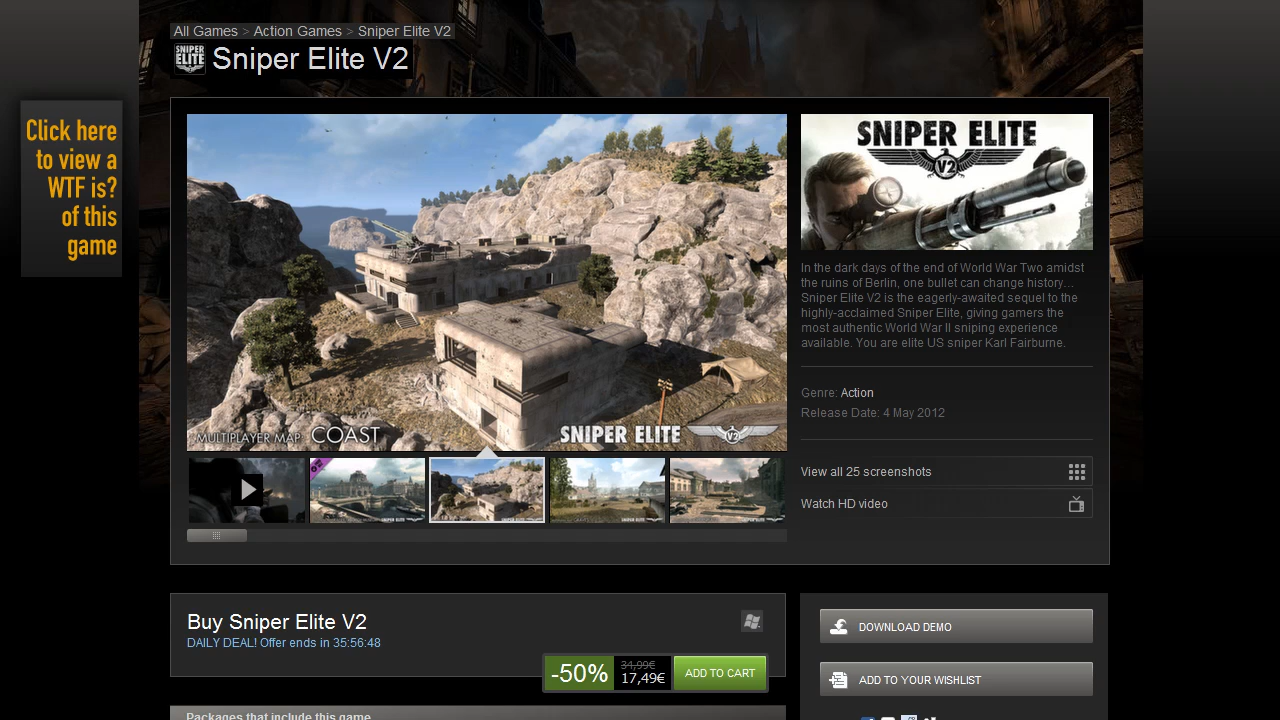 All Games > Action Games > Sniper Elite V2
SNIPER
ELITE
Sniper Elite V2
Click here
to view a
WTF is?
of this
game
MULTIPLAYER MAP: COAST
SNIPER ELITE
V2
SNIPER ELITE
V2
In the dark days of the end of World War Two amidst
the ruins of Berlin, one bullet can change history...
Sniper Elite V2 is the eagerly-awaited sequel to the
highly-acclaimed Sniper Elite, giving gamers the
most authentic World War II sniping experience
available. You are elite US sniper Karl Fairburne.
Genre: Action
Release Date: 4 May 2012
View all 25 screenshots
Watch HD video
Buy Sniper Elite V2
DAILY DEAL! Offer ends in 35:56:48
-50%
34,99€
17,49€
ADD TO CART
DOWNLOAD DEMO
ADD TO YOUR WISHLIST
Packages that include this game